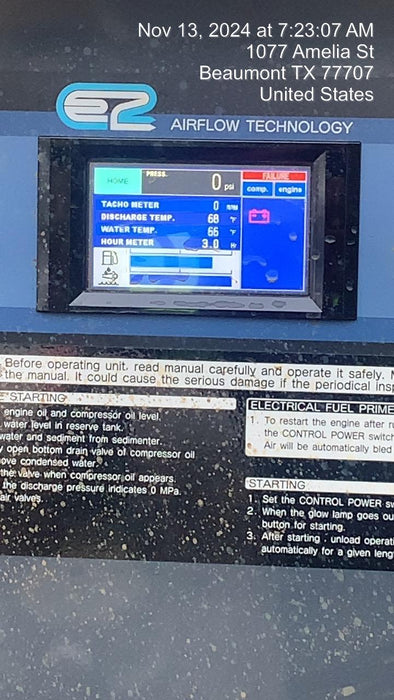 Nov 13, 2024 at 7:23:07 AM
1077 Amelia St
Beaumont TX 77707
United States
AIRFLOW TECHNOLOGY
HOME
PRESS. 0 psi
FAILURE
comp. engine
TACHO METER 0
DISCHARGE TEMP. 68 °F
WATER TEMP. 66 °F
HOUR METER 3.0 Hr
Before operating unit, read manual carefully and operate it safely.
the manual. It could cause the serious damage if the periodical
STARTING
engine oil and compressor oil level.
water level in reserve tank.
water and sediment from sedimenter.
open bottom drain valve of compressor oil
condensed water.
the valve when compressor oil appears.
the discharge pressure indicates 0 MPa.
air valves.
ELECTRICAL FUEL PRIME
1. To restart the engine after
the CONTROL POWER switch
Air will be automatically bled
STARTING
1. Set the CONTROL POWER
2. When the glow lamp goes
button for starting.
3. After starting , unload
automatically for a given